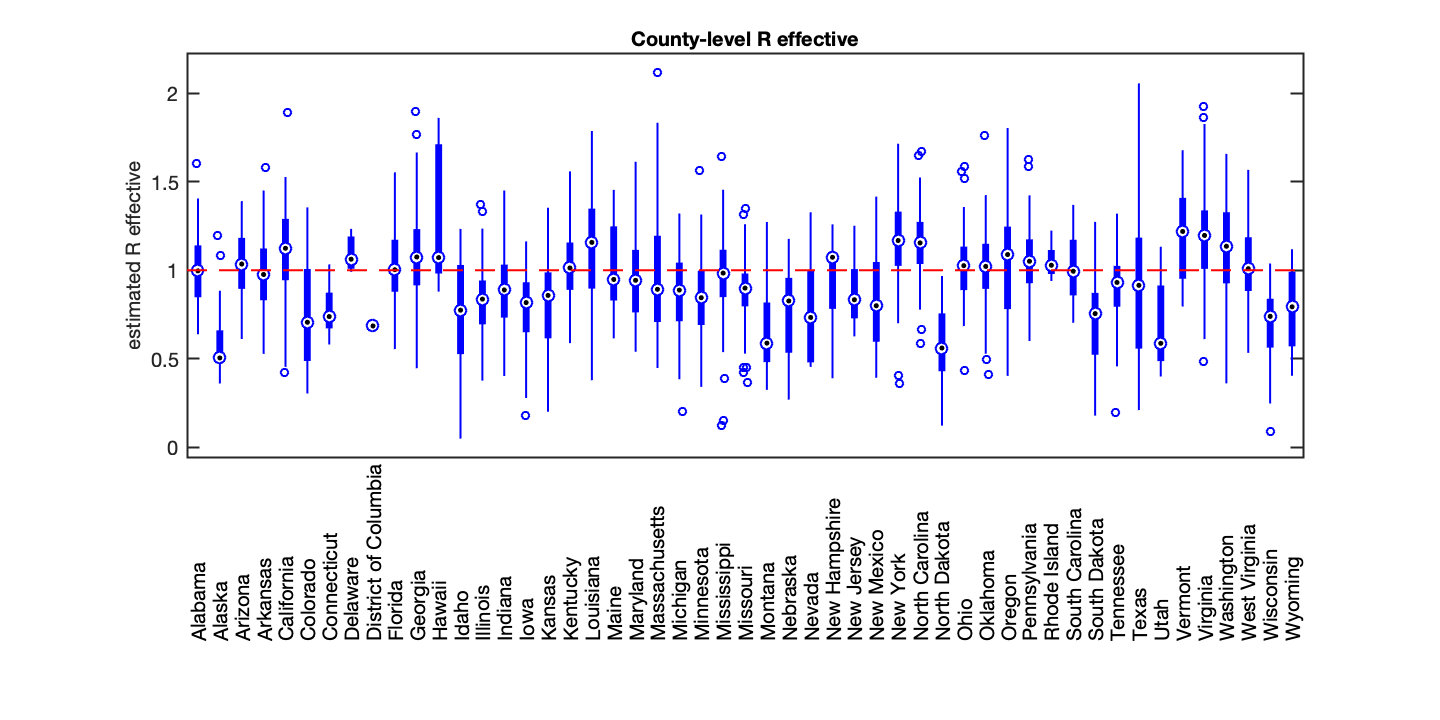 County-level R effective
estimated R effective
2
1.5
1
0.5
0
Alabama
Alaska
Arizona
Arkansas
California
Colorado
Connecticut
Delaware
District of Columbia
Florida
Georgia
Hawaii
Idaho
Illinois
Indiana
Iowa
Kansas
Kentucky
Louisiana
Maine
Maryland
Massachusetts
Michigan
Minnesota
Mississippi
Missouri
Montana
Nebraska
Nevada
New Hampshire
New Jersey
New Mexico
New York
North Carolina
North Dakota
Ohio
Oklahoma
Oregon
Pennsylvania
Rhode Island
South Carolina
South Dakota
Tennessee
Texas
Utah
Vermont
Virginia
Washington
West Virginia
Wisconsin
Wyoming